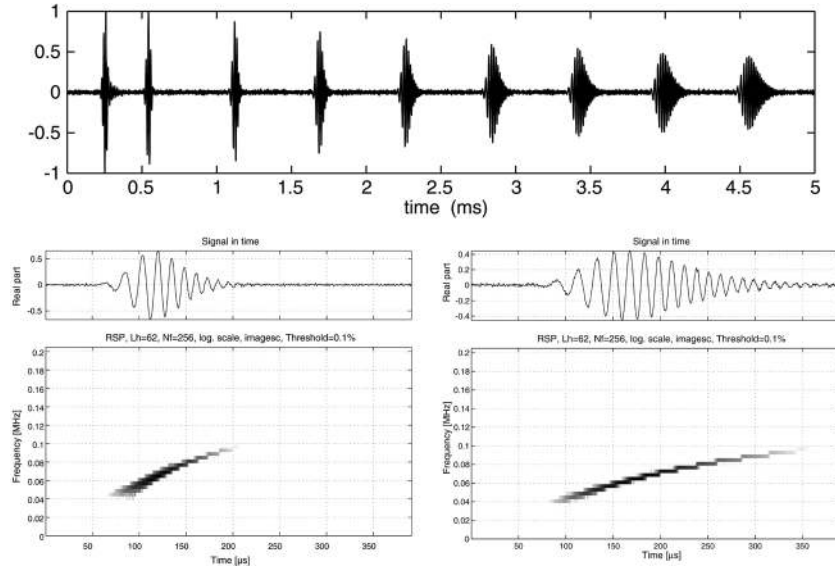 1
0.5
0
-0.5
-1
0 0.5 1 1.5 2 2.5 3 3.5 4 4.5 5
time (ms)
Signal in time
Real part
0.5
0
-0.5
RSP, Lh=62, Nf=256, log. scale, imagesc, Threshold=0.1%
Frequency [MHz]
0.2
0.18
0.16
0.14
0.12
0.1
0.08
0.06
0.04
0.02
0
50 100 150 200 250 300 350
Time [µs]
Signal in time
Real part
0.4
0.2
0
-0.2
-0.4
RSP, Lh=62, Nf=256, log. scale, imagesc, Threshold=0.1%
Frequency [MHz]
0.2
0.18
0.16
0.14
0.12
0.1
0.08
0.06
0.04
0.02
0
50 100 150 200 250 300 350
Time [µs]